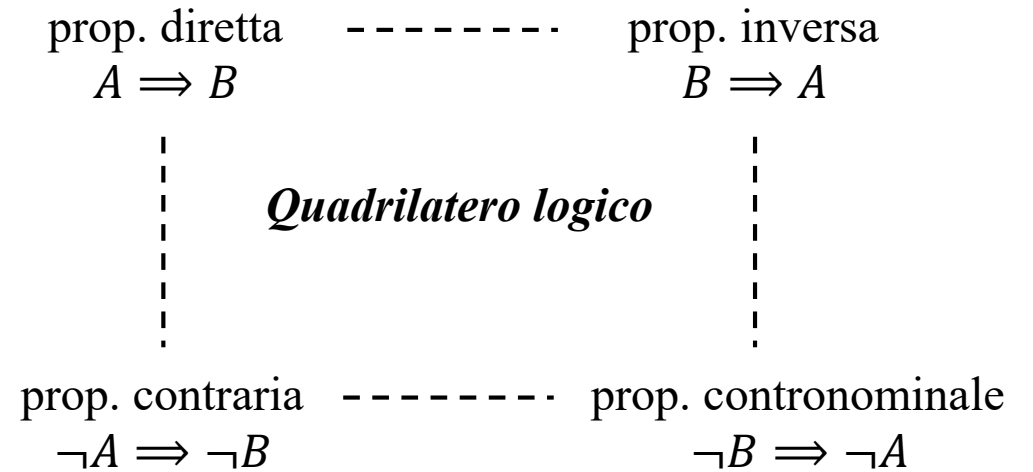 prop. diretta
prop. inversa
A ⟹ B
B ⟹ A
Quadrilatero logico
prop. contraria
prop. contronominale
¬A ⟹ ¬B
¬B ⟹ ¬A